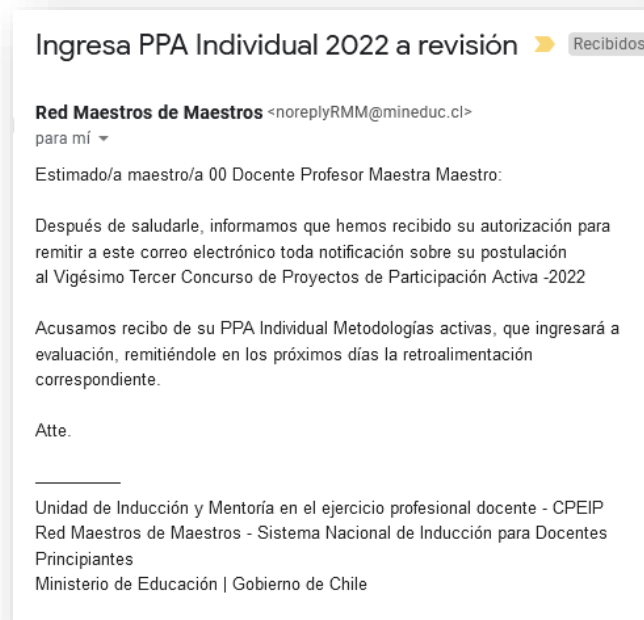 Ingresa PPA Individual 2022 a revisión Recibidos
Red Maestros de Maestros <noreplyRMM@mineduc.cl>
para mí
Estimado/a maestro/a 00 Docente Profesor Maestra Maestro:
Después de saludarle, informamos que hemos recibido su autorización para
remitir a este correo electrónico toda notificación sobre su postulación
al Vigésimo Tercer Concurso de Proyectos de Participación Activa -2022
Acusamos recibo de su PPA Individual Metodologías activas, que ingresará a
evaluación, remitiéndole en los próximos días la retroalimentación
correspondiente.
Atte.
Unidad de Inducción y Mentoría en el ejercicio profesional docente - CPEIP
Red Maestros de Maestros - Sistema Nacional de Inducción para Docentes
Principiantes
Ministerio de Educación | Gobierno de Chile